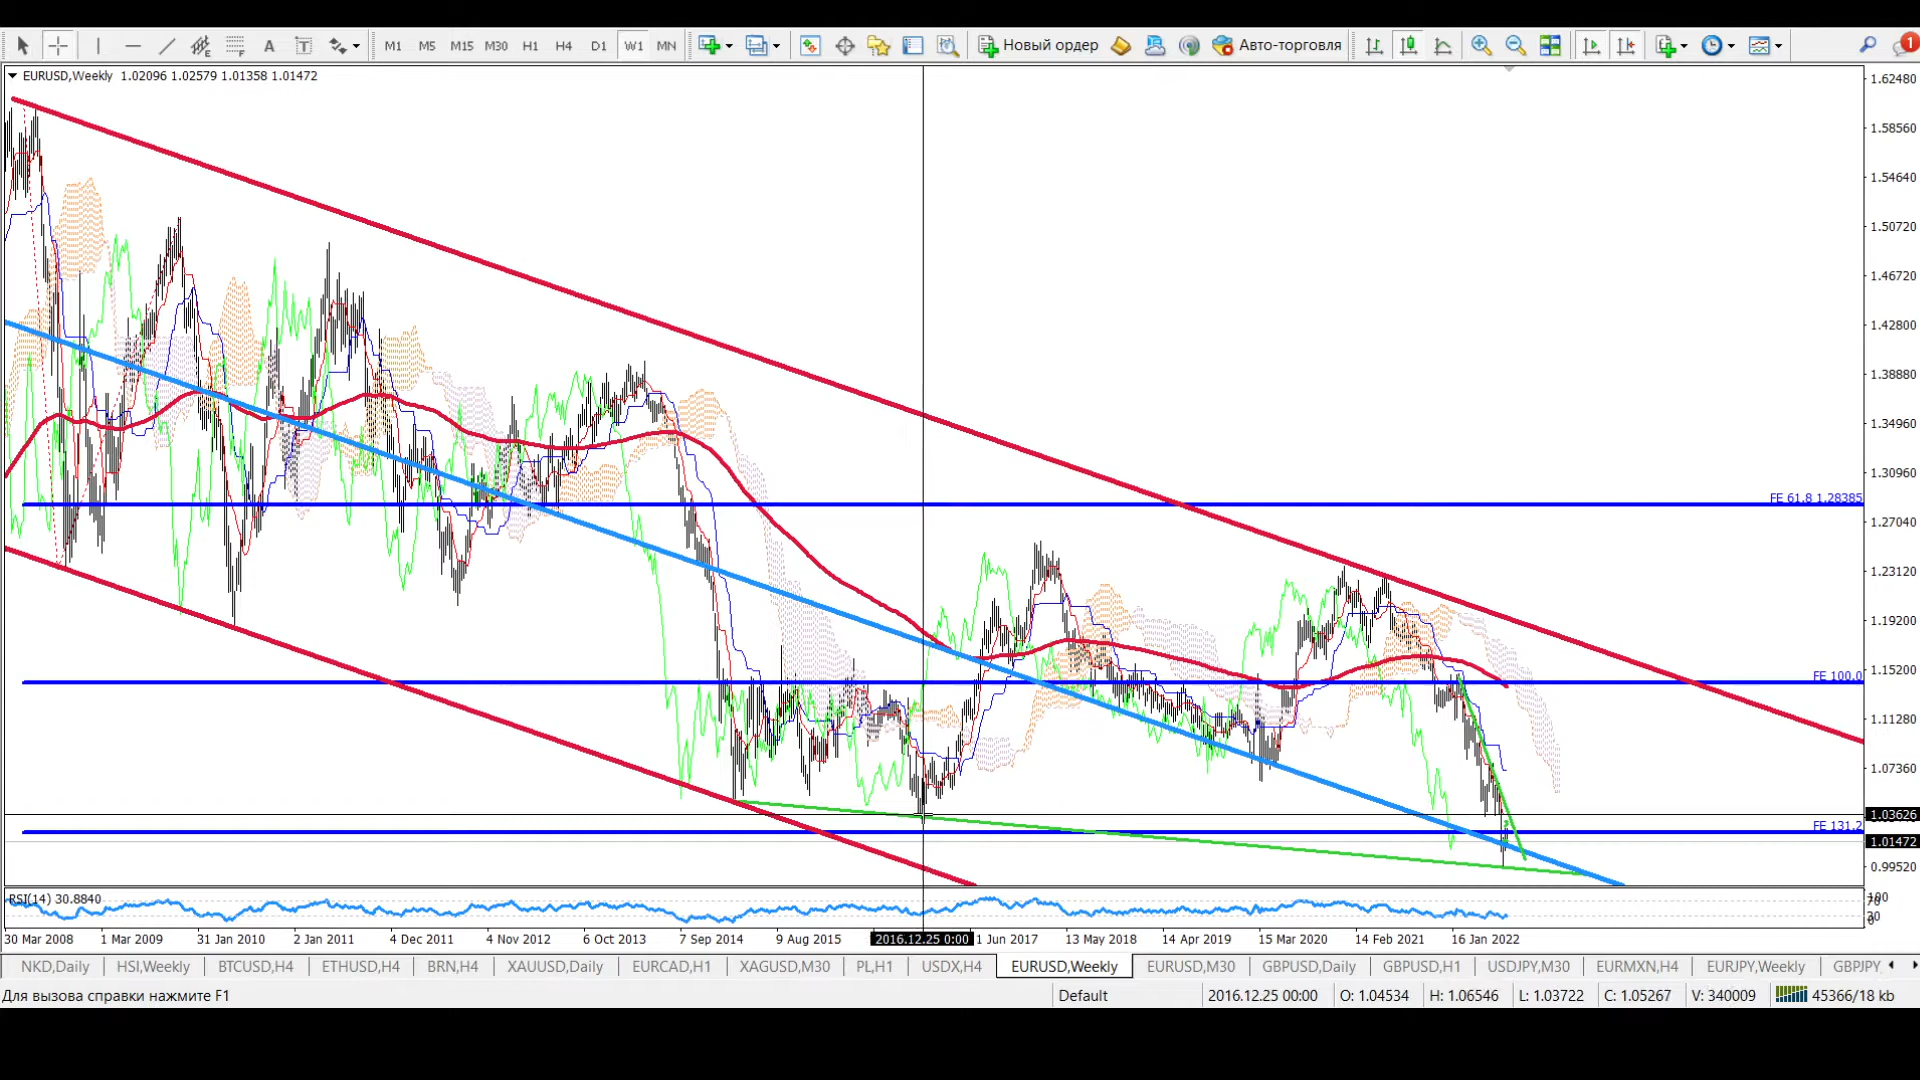 M1 M5 M15 M30 H1 H4 D1 W1 MN Новый ордер Авто-торговля 1
EURUSD,Weekly 1.02096 1.02579 1.01358 1.01472
1.62480
1.58560
1.54640
1.50720
1.46720
1.42800
1.38880
1.34960
FE 61.8 1.28385
1.30960
1.27040
1.23120
1.19200
FE 100.0
1.15200
1.11280
1.07360
1.03626
FE 131.2
1.01472
0.99520
RSI(14) 30.8840
100
70
30
0
30 Mar 2008 1 Mar 2009 31 Jan 2010 2 Jan 2011 4 Dec 2011 4 Nov 2012 6 Oct 2013 7 Sep 2014 9 Aug 2015 2016.12.25 0:00 1 Jun 2017 13 May 2018 14 Apr 2019 15 Mar 2020 14 Feb 2021 16 Jan 2022
NKD,Daily HSI,Weekly BTCUSD,H4 ETHUSD,H4 BRN,H4 XAUUSD,Daily EURCAD,H1 XAGUSD,M30 PL,H1 USDX,H4 EURUSD,Weekly EURUSD,M30 GBPUSD,Daily GBPUSD,H1 USDJPY,M30 EURMXN,H4 EURJPY,Weekly GBPJPY,
Для вызова справки нажмите F1 Default 2016.12.25 00:00 O: 1.04534 H: 1.06546 L: 1.03722 C: 1.05267 V: 340009 45366/18 kb